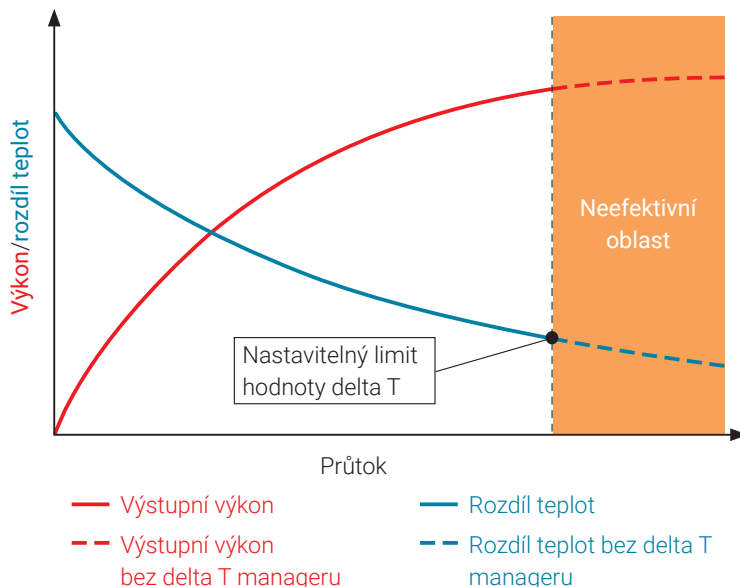 Výkon/rozdíl teplot
Neefektivní
oblast
Nastavitelný limit
hodnoty delta T
Průtok
Výstupní výkon
Výstupní výkon
bez delta T manageru
Rozdíl teplot
Rozdíl teplot bez delta T
manageru